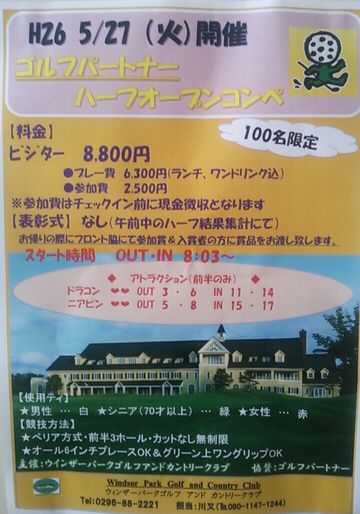 H26 5/27 (火)開催
ゴルフパートナー
ハーフオープンコンペ
100名限定
【料金】
ビジター 8.800円
●プレー費 6,300円(ランチ、ワンドリンク込)
●参加費 2,500円
※参加費はチェックイン前に現金徴収となります
【表彰式】なし(午前中のハーフ結果集計にて)
お帰りの際にフロント脇にて参加賞&入賞者の方に賞品をお渡し致します。
スタート時間 OUT・IN 8:03～
◆ アトラクション(前半のみ) ◆
ドラコン ❤❤ OUT 3 ・ 6 IN 11 ・ 14
ニアピン ❤❤ OUT 5 ・ 8 IN 15 ・ 17
【使用ティ】
★男性 … 白 ★シニア(70才以上) … 緑 ★女性 … 赤
【競技方法】
★ペリア方式・前半3ホール・カットなし無制限
★オール6インチプレースOK&グリーン上ワングリップOK
主催:ウインザーパークゴルフアンドカントリークラブ 協賛:ゴルフパートナー
Windsor Park Golf and Country Club
ウィンザーパークゴルフ アンド カントリークラブ
Tel:0296-88-2221 担当:川又(℡080-1147-1244)